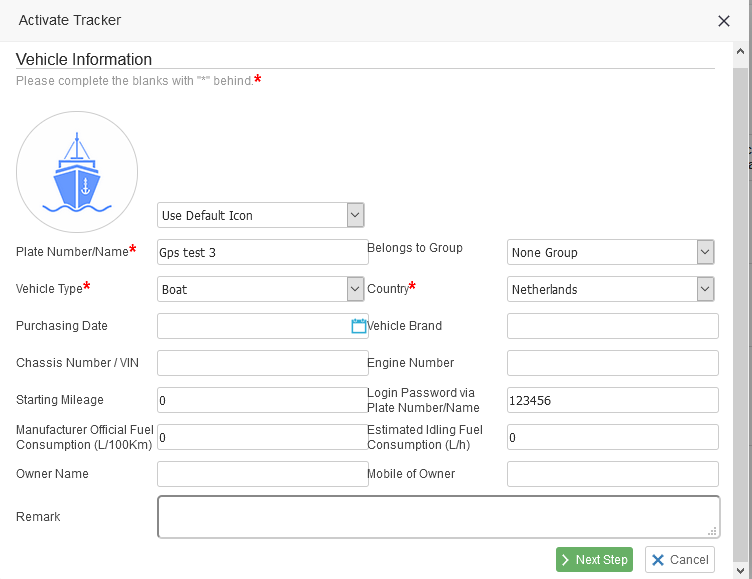 Activate Tracker
Vehicle Information
Please complete the blanks with "*" behind.*
Use Default Icon
Plate Number/Name* Gps test 3 Belongs to Group None Group
Vehicle Type* Boat Country* Netherlands
Purchasing Date Vehicle Brand
Chassis Number / VIN Engine Number
Starting Mileage 0 Login Password via
Plate Number/Name 123456
Manufacturer Official Fuel
Consumption (L/100Km) 0 Estimated Idling Fuel
Consumption (L/h) 0
Owner Name Mobile of Owner
Remark
Next Step Cancel